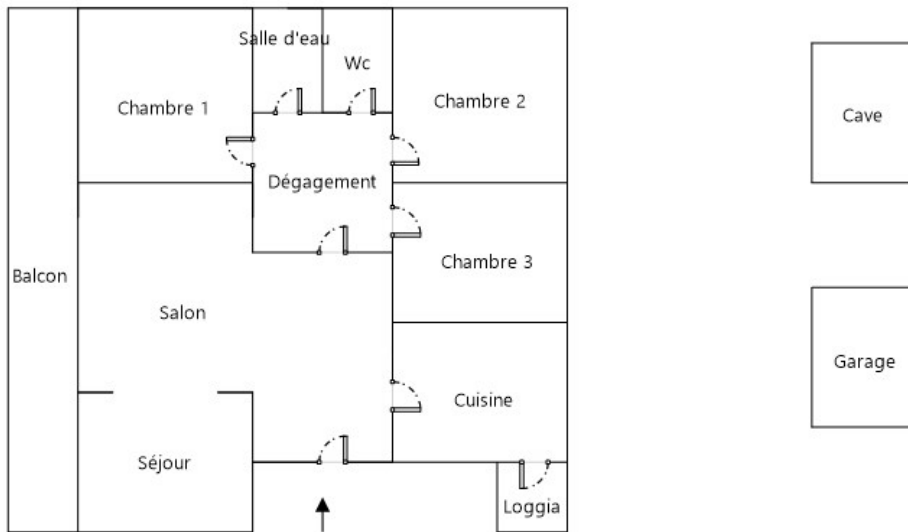 Salle d'eau
Wc
Chambre 1
Chambre 2
Cave
Dégagement
Balcon
Chambre 3
Salon
Garage
Cuisine
Séjour
Loggia